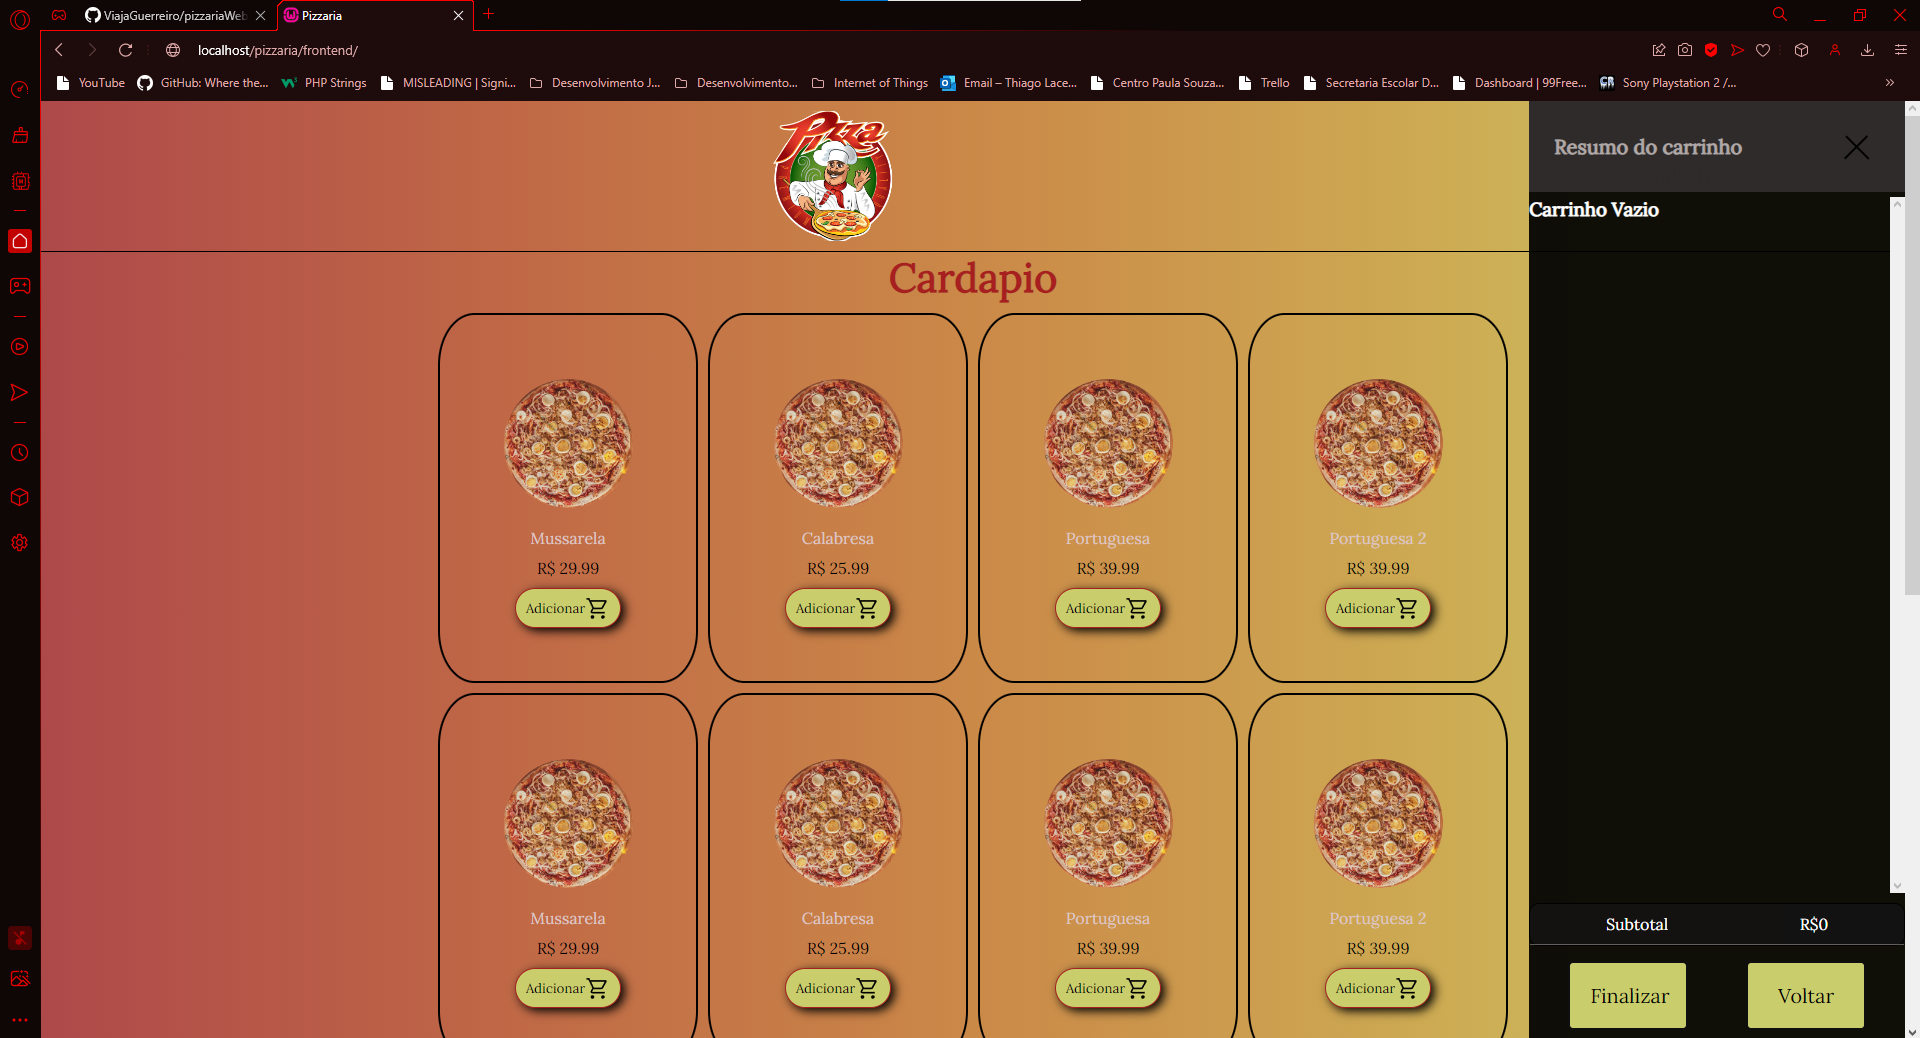 ViajaGuerreiro/pizzariaWeb
Pizzaria
localhost/pizzaria/frontend/
YouTube
GitHub: Where the...
PHP Strings
MISLEADING | Signi...
Desenvolvimento J...
Desenvolvimento...
Internet of Things
Email – Thiago Lace...
Centro Paula Souza...
Trello
Secretaria Escolar D...
Dashboard | 99Free...
Sony Playstation 2 /...
Pizza
Resumo do carrinho
Carrinho Vazio
Cardapio
Mussarela
R$ 29.99
Adicionar
Calabresa
R$ 25.99
Adicionar
Portuguesa
R$ 39.99
Adicionar
Portuguesa 2
R$ 39.99
Adicionar
Mussarela
R$ 29.99
Adicionar
Calabresa
R$ 25.99
Adicionar
Portuguesa
R$ 39.99
Adicionar
Portuguesa 2
R$ 39.99
Adicionar
Subtotal
R$0
Finalizar
Voltar